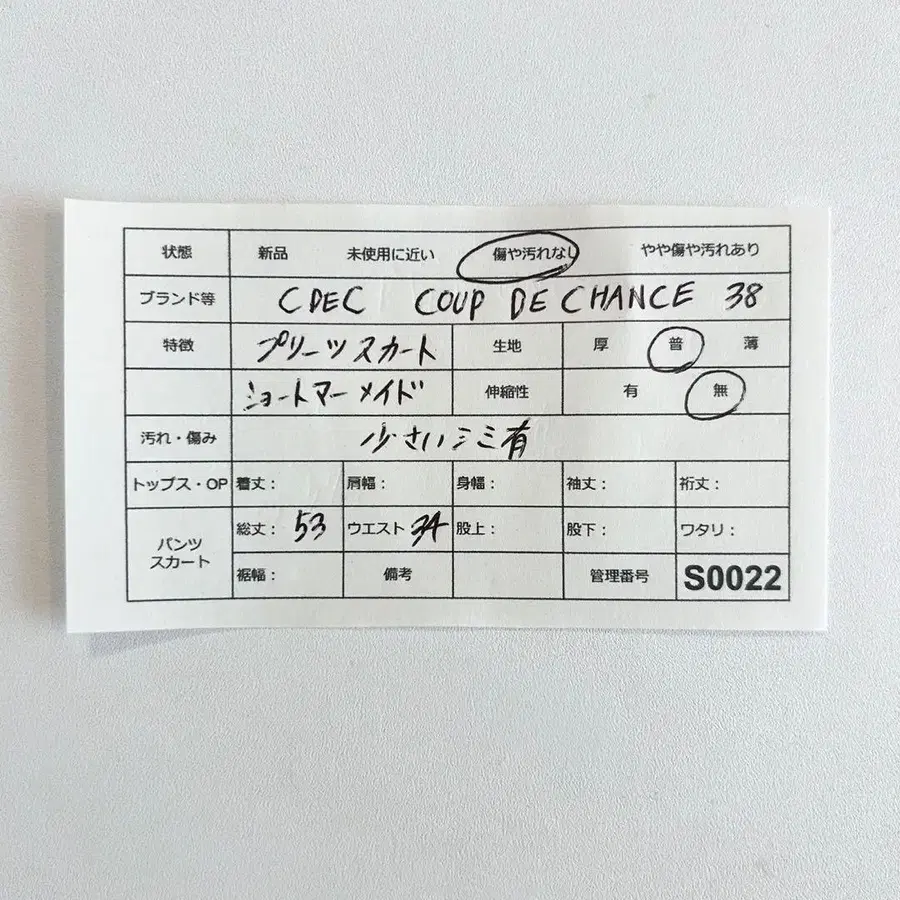 状態 新品 未使用に近い 傷や汚れなし やや傷や汚れあり
ブランド等 CDEC COUP DE CHANCE 38
特徴 プリーツスカート 生地 厚 普 薄
ショートマーメイド 伸縮性 有 無
汚れ・傷み 少さいシミ有
トップス・OP 着丈: 肩幅: 身幅: 袖丈: 裄丈:
パンツ スカート 総丈: 53 ウエスト 34 股上: 股下: ワタリ:
裾幅: 備考 管理番号 S0022